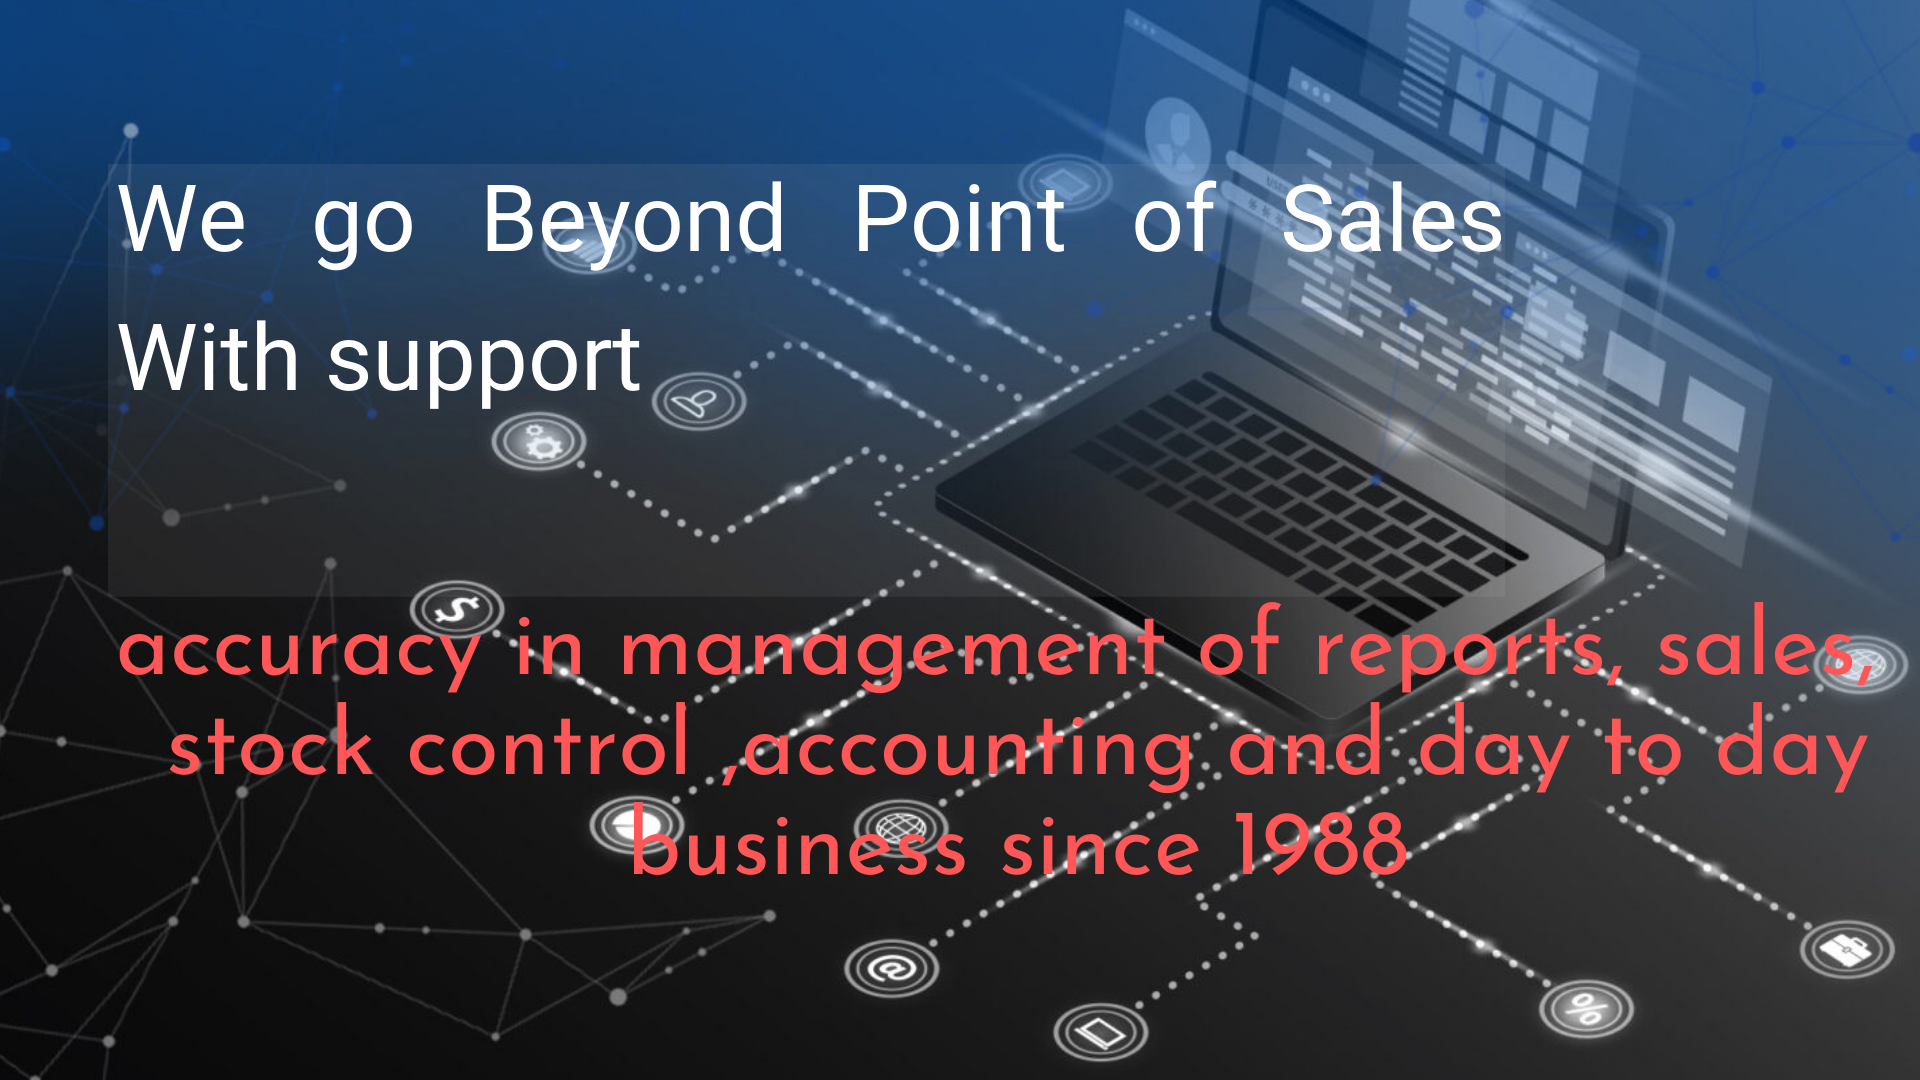 We go Beyond Point of Sales
With support
accuracy in management of reports, sales,
stock control ,accounting and day to day
business since 1988